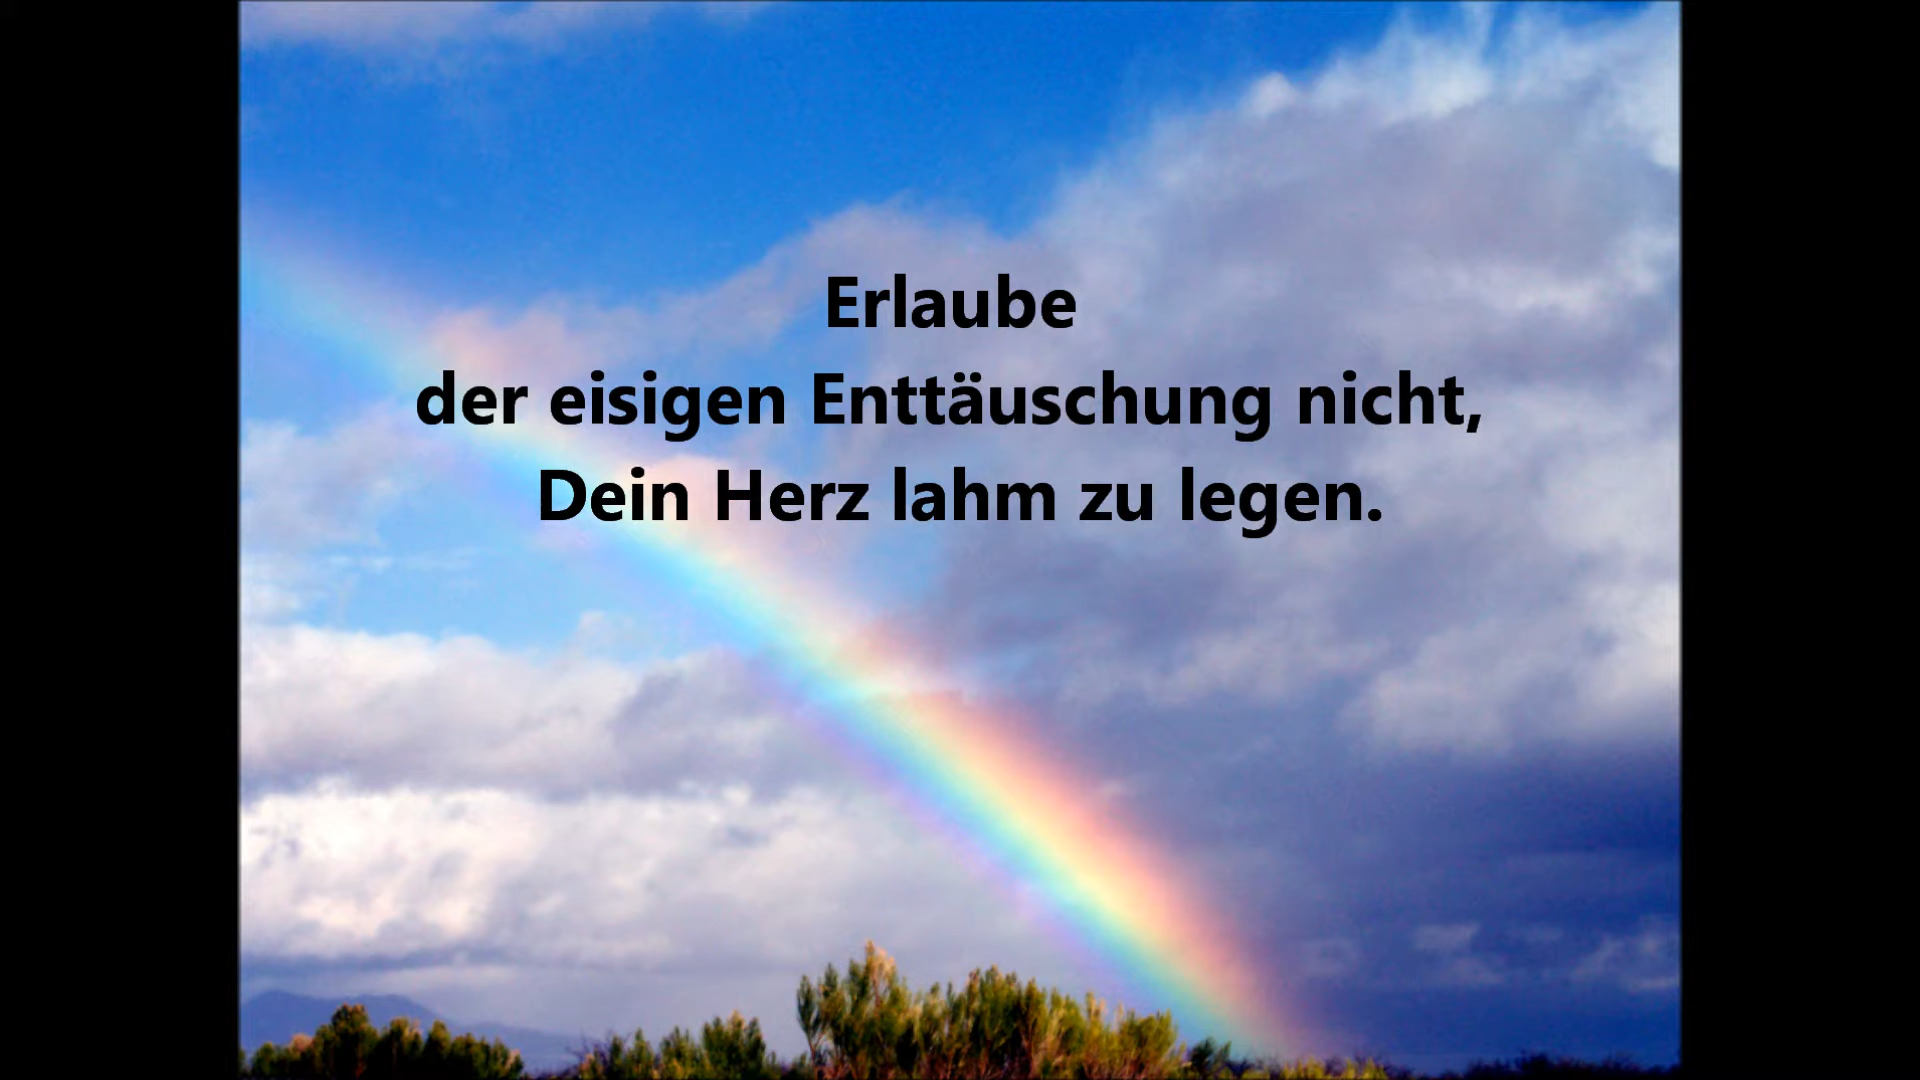 Erlaube
der eisigen Enttäuschung nicht,
Dein Herz lahm zu legen.